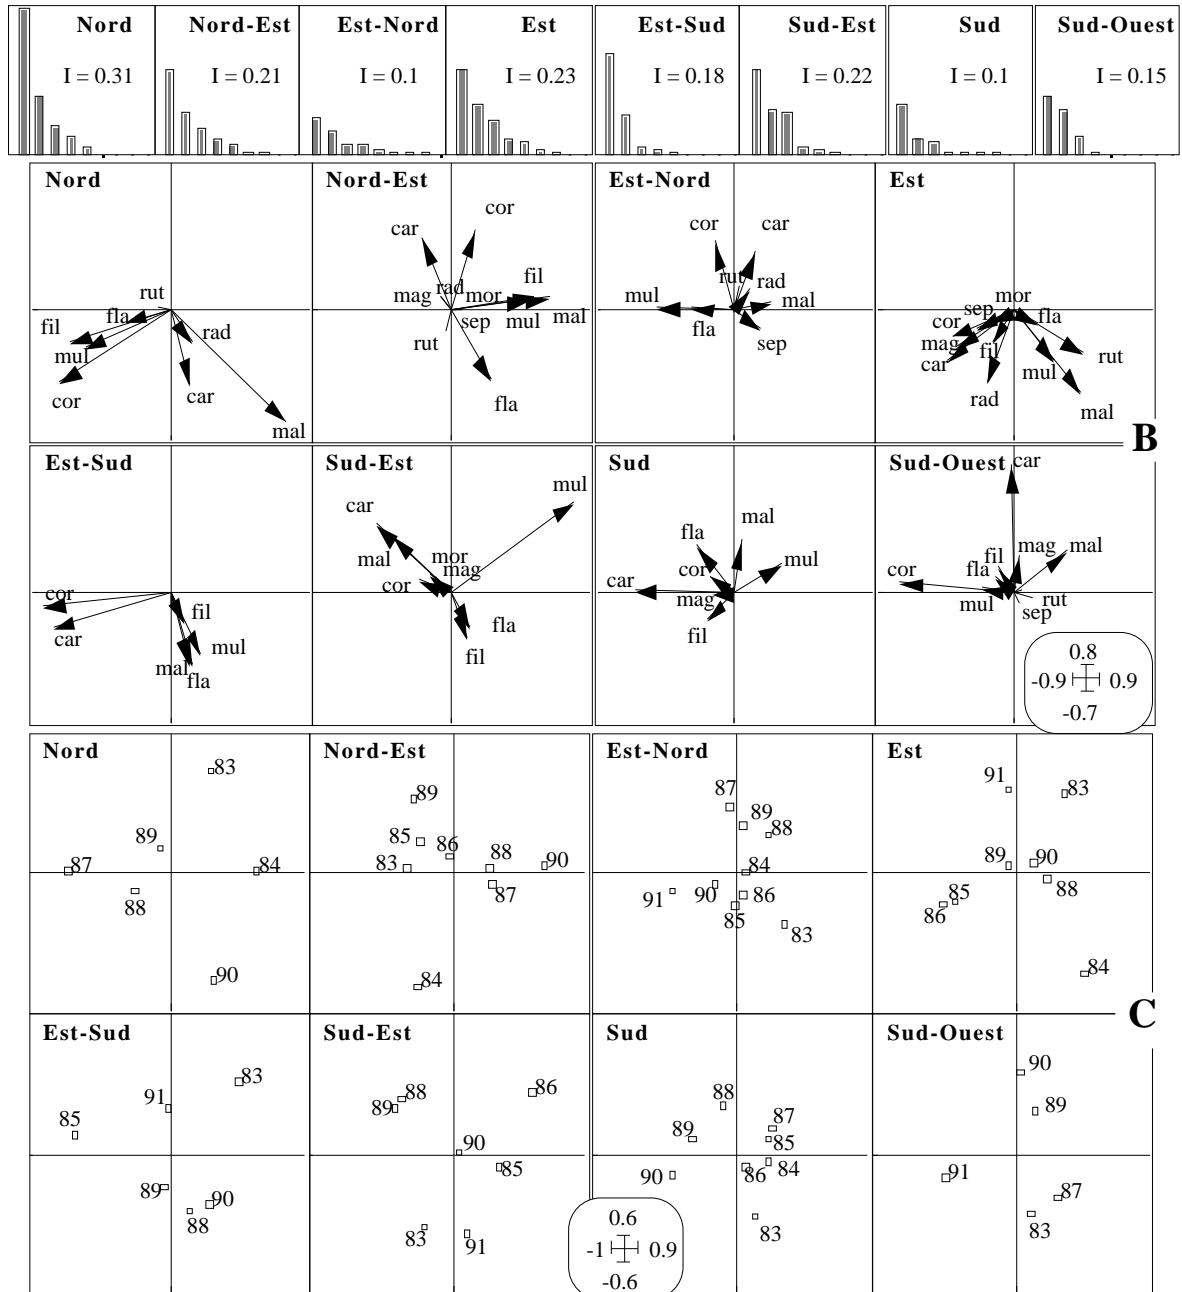 Nord Nord-Est Est-Nord Est Est-Sud Sud-Est Sud Sud-Ouest
I = 0.31 I = 0.21 I = 0.1 I = 0.23 I = 0.18 I = 0.22 I = 0.1 I = 0.15
Nord
rut
fla
fil
rad
mul
car
cor
mal
Nord-Est
cor
car
fil
rad
mag mor
mul mal
sep
rut
fla
Est-Nord
cor car
rut
rad
mul mal
fla
sep
Est
mor
sep fla
cor
mag
fil
rut
car
mul
rad
mal
B
Est-Sud
cor
fil
car
mul
mal
fla
Sud-Est
mul
car
mal mor
mag
cor
fla
fil
Sud
mal
fla
mul
cor
car
mag
fil
Sud-Ouest car
mag mal
fil
fla
cor
mul rut
sep
0.8
-0.9 0.9
-0.7
Nord
83
89
87 84
88
90
Nord-Est
89
85
86
88
83 90
87
84
Est-Nord
87
89
88
84
91 90 86
85
83
Est
91 83
89 90
88
85
86
84
C
Est-Sud
83
91
85
89
90
88
Sud-Est
88 86
89
90
85
83 91
Sud
88
87
89 85
84
90 86
83
Sud-Ouest
90
89
91
87
83
0.6
-1 0.9
-0.6